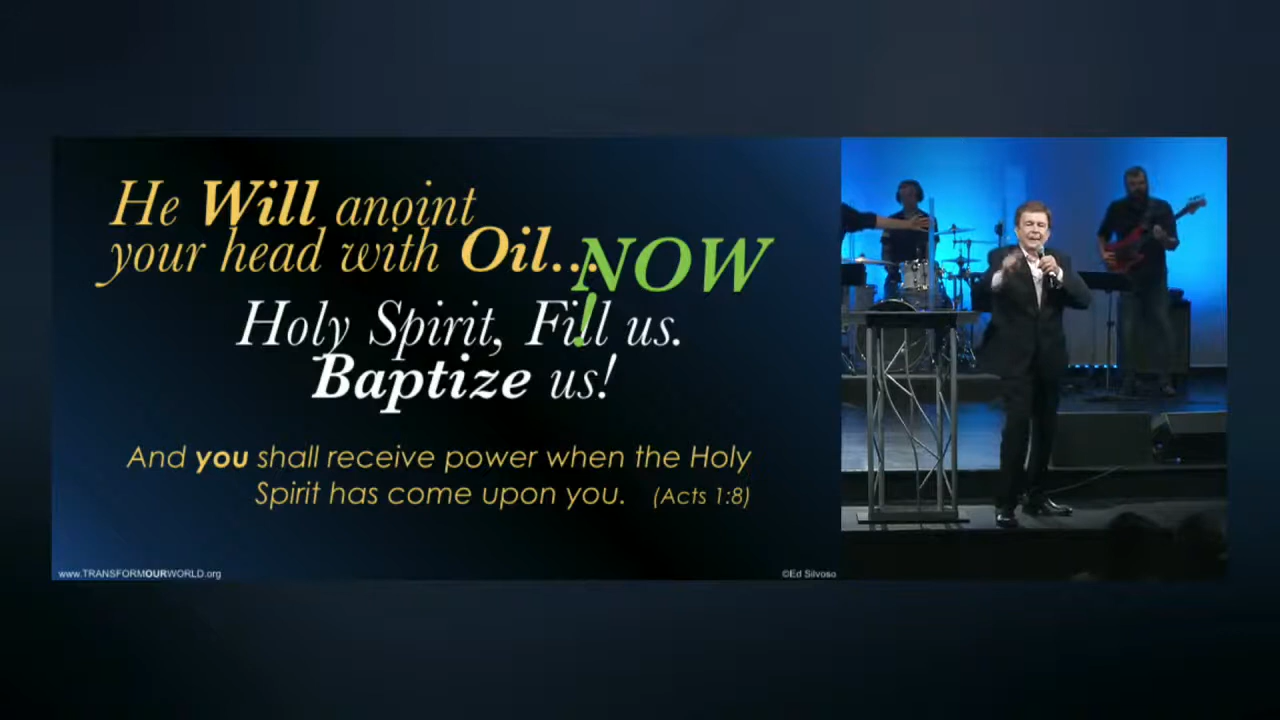 He Will anoint
your head with Oil...NOW
!
Holy Spirit, Fill us.
Baptize us!
And you shall receive power when the Holy
Spirit has come upon you. (Acts 1:8)
www.TRANSFORMOURWORLD.org
©Ed Silvoso